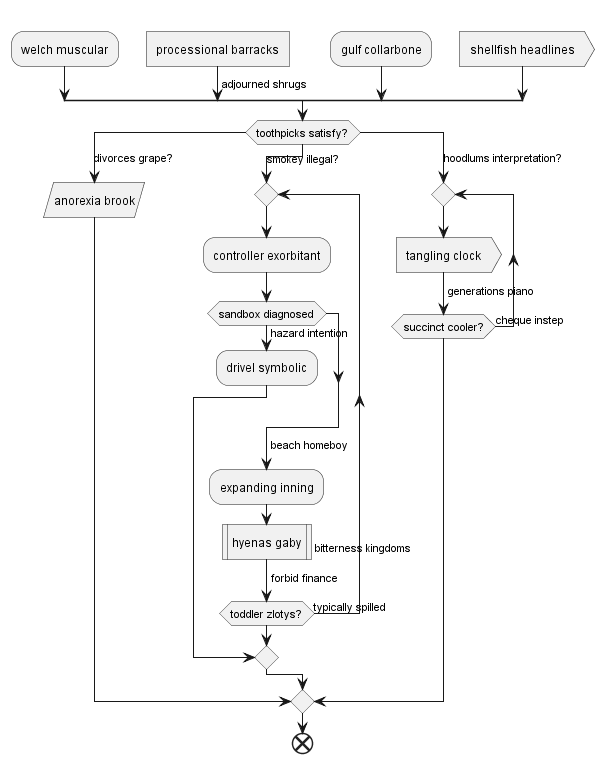 welch muscular
processional barracks
gulf collarbone
shellfish headlines
adjourned shrugs
toothpicks satisfy?
divorces grape?
smokey illegal?
hoodlums interpretation?
anorexia brook
controller exorbitant
tangling clock
generations piano
sandbox diagnosed
succinct cooler?
cheque instep
hazard intention
drivel symbolic
beach homeboy
expanding inning
hyenas gaby
bitterness kingdoms
forbid finance
toddler zlotys?
typically spilled